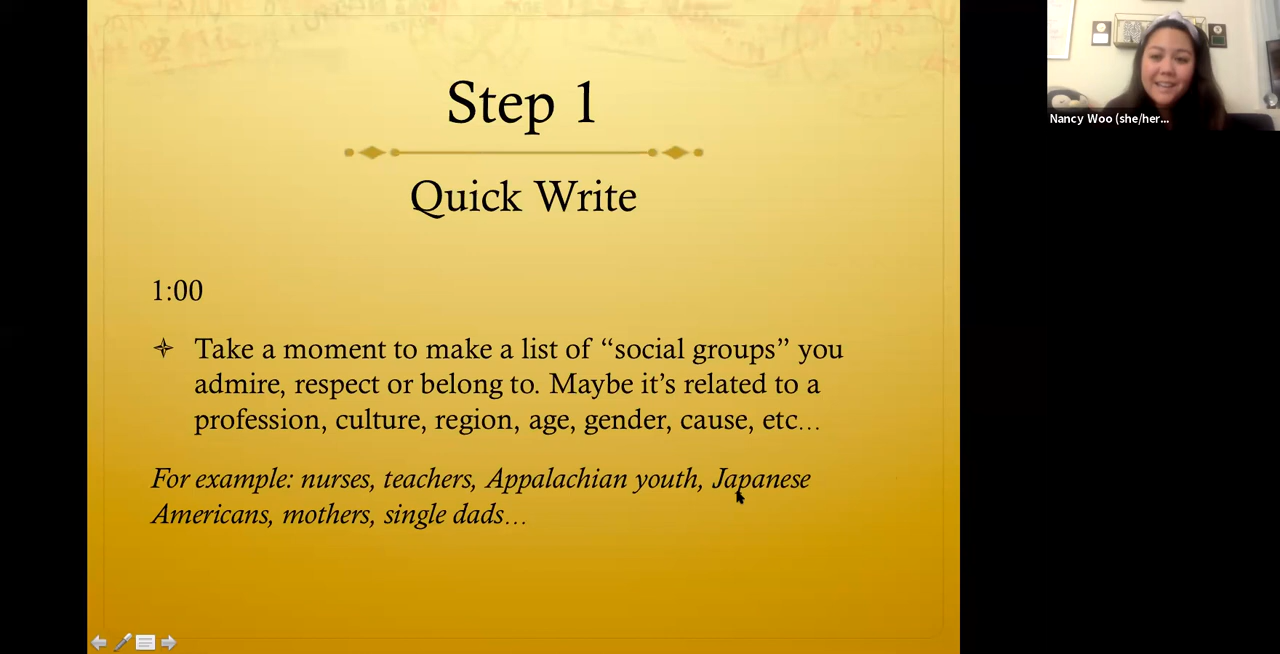 Step 1
Quick Write
1:00
Take a moment to make a list of “social groups” you
admire, respect or belong to. Maybe it’s related to a
profession, culture, region, age, gender, cause, etc…
For example: nurses, teachers, Appalachian youth, Japanese
Americans, mothers, single dads…
Nancy Woo (she/her...